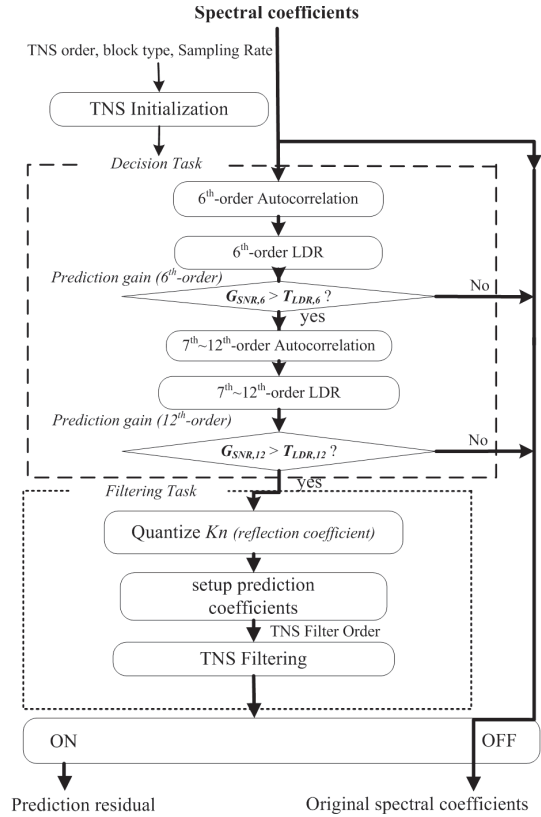 Spectral coefficients
TNS order, block type, Sampling Rate
TNS Initialization
Decision Task
6th-order Autocorrelation
6th-order LDR
Prediction gain (6th-order)
GSNR,6 > TLDR,6 ?
No
yes
7th~12th-order Autocorrelation
7th~12th-order LDR
Prediction gain (12th-order)
GSNR,12 > TLDR,12 ?
No
yes
Filtering Task
Quantize Kn (reflection coefficient)
setup prediction
coefficients
TNS Filter Order
TNS Filtering
ON
OFF
Prediction residual
Original spectral coefficients